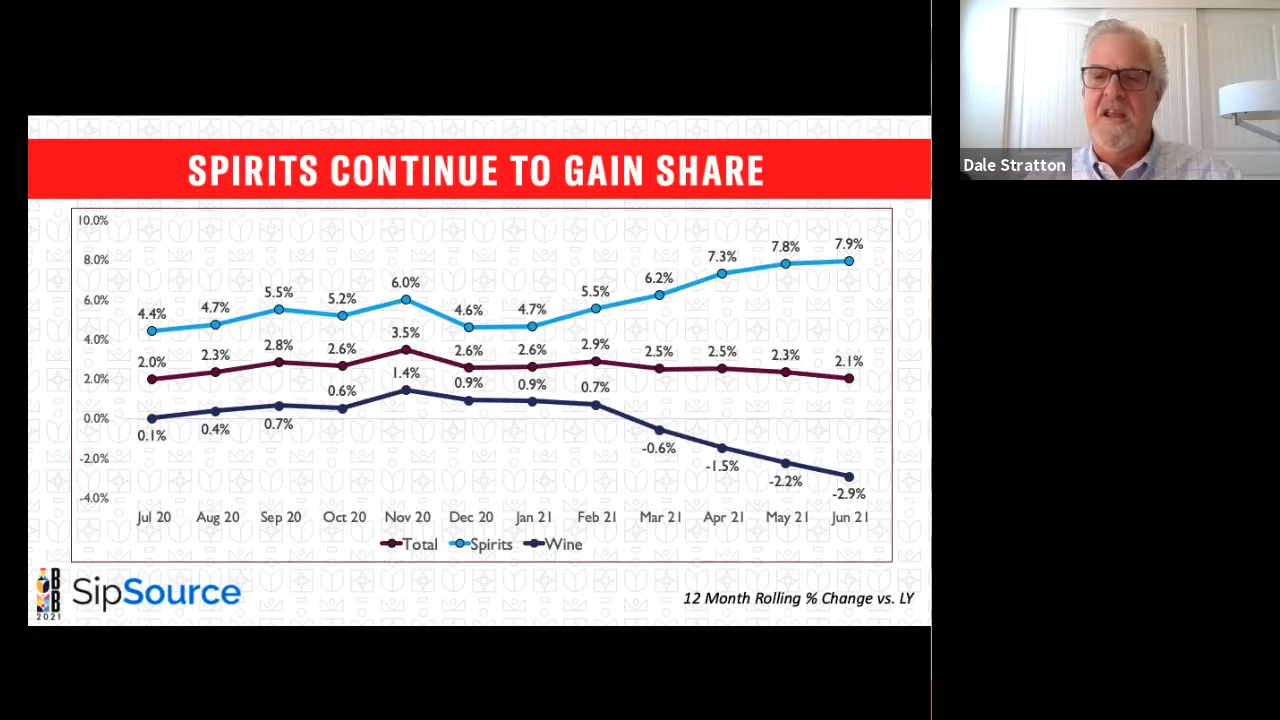 SPIRITS CONTINUE TO GAIN SHARE
Dale Stratton
10.0%
8.0%
6.0%
4.0%
2.0%
0.0%
-2.0%
-4.0%
4.4% 4.7% 5.5% 5.2% 6.0% 4.6% 4.7% 5.5% 6.2% 7.3% 7.8% 7.9%
2.0% 2.3% 2.8% 2.6% 3.5% 2.6% 2.6% 2.9% 2.5% 2.5% 2.3% 2.1%
0.1% 0.4% 0.7% 0.6% 1.4% 0.9% 0.9% 0.7% -0.6% -1.5% -2.2% -2.9%
Jul 20 Aug 20 Sep 20 Oct 20 Nov 20 Dec 20 Jan 21 Feb 21 Mar 21 Apr 21 May 21 Jun 21
Total Spirits Wine
BBB
2021
SipSource
12 Month Rolling % Change vs. LY